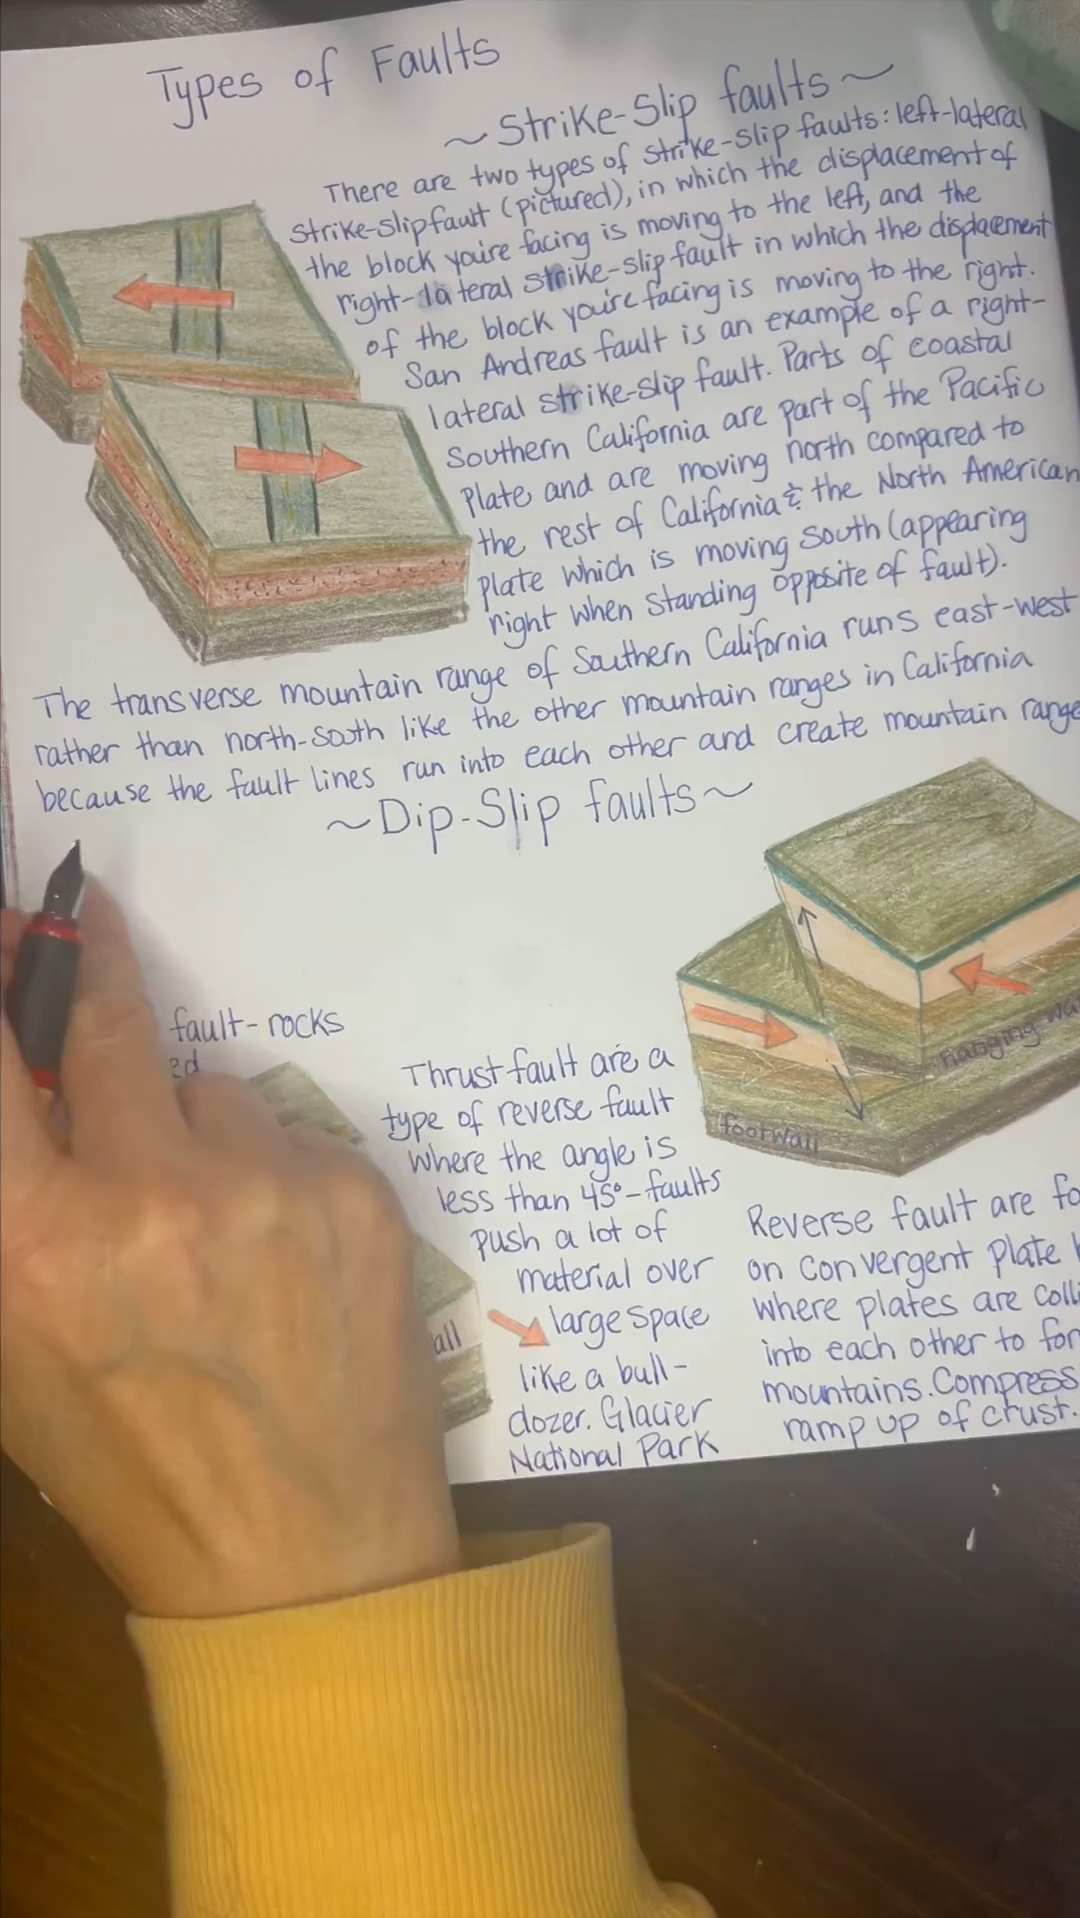 Types of Faults
~Strike-Slip faults~
There are two types of strike-slip faults: left-lateral
strike-slip fault (pictured), in which the displacement of
the block you're facing is moving to the left, and the
right-lateral strike-slip fault in which the displacement
of the block you're facing is moving to the right.
San Andreas fault is an example of a right-
lateral strike-slip fault. Parts of coastal
Southern California are part of the Pacific
plate and are moving north compared to
the rest of California & the North American
plate which is moving south (appearing
right when standing opposite of fault).
The transverse mountain range of Southern California runs east-west
rather than north-south like the other mountain ranges in California
because the fault lines run into each other and create mountain range
~Dip-Slip faults~
hanging wa
footwall
fault-rocks
ed
all
Thrust fault are a
type of reverse fault
where the angle is
less than 45°-faults
push a lot of
material over
large space
like a bull-
dozer. Glacier
National Park
Reverse fault are fo
on convergent plate
where plates are colli
into each other to for
mountains. Compress
ramp up of crust.